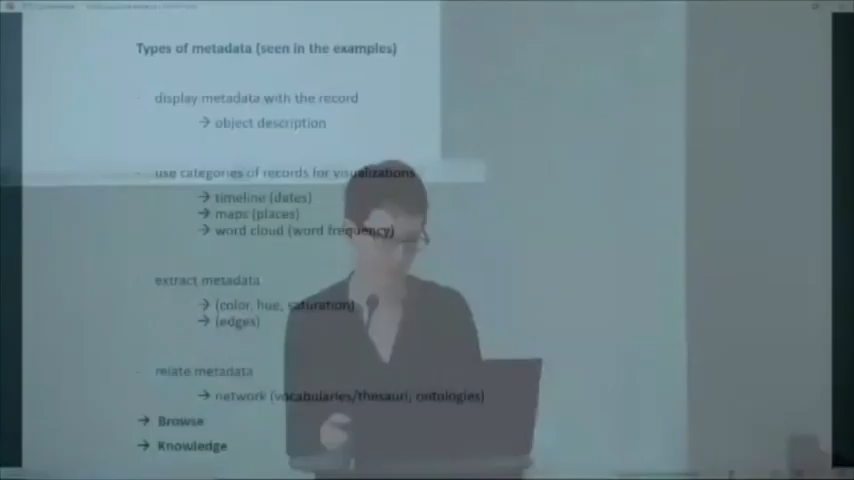 Types of metadata (seen in the examples)
- display metadata with the record
→ object description
- use categories of records for visualizations
→ timeline (dates)
→ maps (places)
→ word cloud (word frequency)
- extract metadata
→ (color, hue, saturation)
→ (edges)
- relate metadata
→ network (vocabularies/thesauri, ontologies)
→ Browse
→ Knowledge